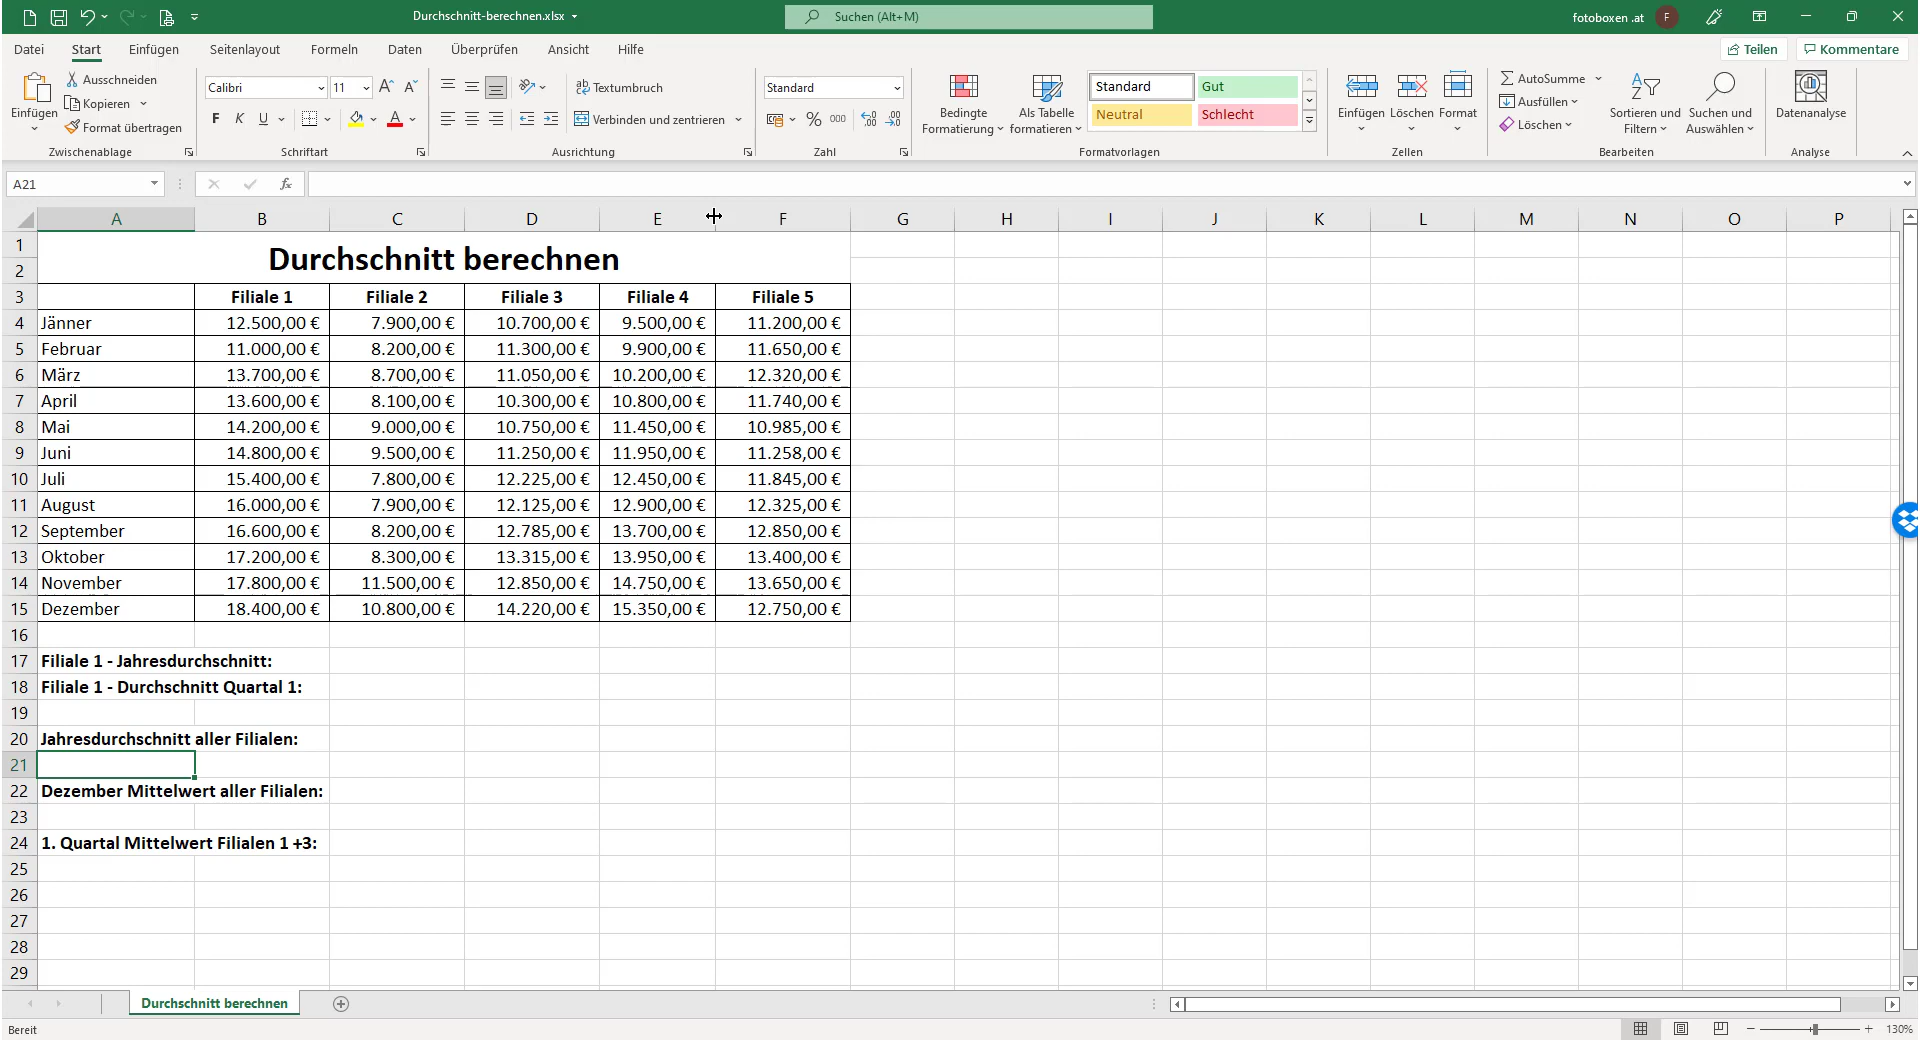 Durchschnitt-berechnen.xlsx
Suchen (Alt+M)
fotoboxen .at
F
Datei Start Einfügen Seitenlayout Formeln Daten Überprüfen Ansicht Hilfe
Teilen Kommentare
Einfügen
Ausschneiden
Kopieren
Format übertragen
Zwischenablage
Calibri 11
F K U
Schriftart
Textumbruch
Verbinden und zentrieren
Ausrichtung
Standard
% 000
Zahl
Bedingte Formatierung
Als Tabelle formatieren
Standard Gut
Neutral Schlecht
Formatvorlagen
Einfügen Löschen Format
Zellen
AutoSumme
Ausfüllen
Löschen
Sortieren und Filtern
Suchen und Auswählen
Bearbeiten
Datenanalyse
Analyse
A21
fx
A B C D E F G H I J K L M N O P
1
Durchschnitt berechnen
2
3 Filiale 1 Filiale 2 Filiale 3 Filiale 4 Filiale 5
4 Jänner 12.500,00 € 7.900,00 € 10.700,00 € 9.500,00 € 11.200,00 €
5 Februar 11.000,00 € 8.200,00 € 11.300,00 € 9.900,00 € 11.650,00 €
6 März 13.700,00 € 8.700,00 € 11.050,00 € 10.200,00 € 12.320,00 €
7 April 13.600,00 € 8.100,00 € 10.300,00 € 10.800,00 € 11.740,00 €
8 Mai 14.200,00 € 9.000,00 € 10.750,00 € 11.450,00 € 10.985,00 €
9 Juni 14.800,00 € 9.500,00 € 11.250,00 € 11.950,00 € 11.258,00 €
10 Juli 15.400,00 € 7.800,00 € 12.225,00 € 12.450,00 € 11.845,00 €
11 August 16.000,00 € 7.900,00 € 12.125,00 € 12.900,00 € 12.325,00 €
12 September 16.600,00 € 8.200,00 € 12.785,00 € 13.700,00 € 12.850,00 €
13 Oktober 17.200,00 € 8.300,00 € 13.315,00 € 13.950,00 € 13.400,00 €
14 November 17.800,00 € 11.500,00 € 12.850,00 € 14.750,00 € 13.650,00 €
15 Dezember 18.400,00 € 10.800,00 € 14.220,00 € 15.350,00 € 12.750,00 €
16
17 Filiale 1 - Jahresdurchschnitt:
18 Filiale 1 - Durchschnitt Quartal 1:
19
20 Jahresdurchschnitt aller Filialen:
21
22 Dezember Mittelwert aller Filialen:
23
24 1. Quartal Mittelwert Filialen 1 +3:
25
26
27
28
29
Durchschnitt berechnen
Bereit
130%